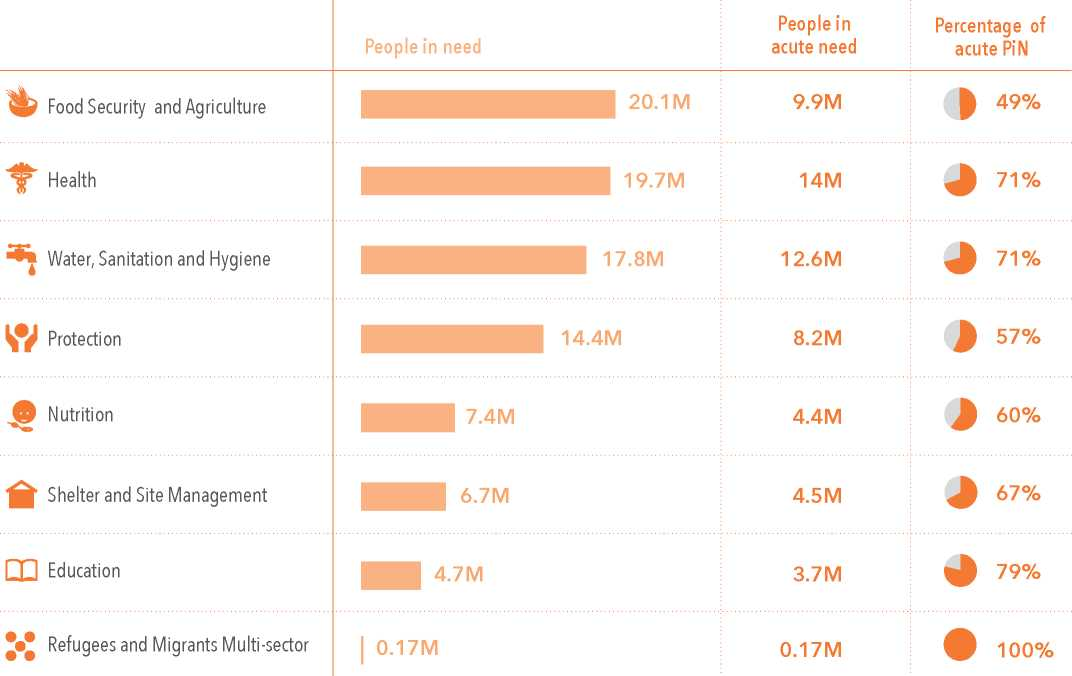 People in need
People in
acute need
Percentage of
acute PiN
Food Security and Agriculture
20.1M
9.9M
49%
Health
19.7M
14M
71%
Water, Sanitation and Hygiene
17.8M
12.6M
71%
Protection
14.4M
8.2M
57%
Nutrition
7.4M
4.4M
60%
Shelter and Site Management
6.7M
4.5M
67%
Education
4.7M
3.7M
79%
Refugees and Migrants Multi-sector
0.17M
0.17M
100%